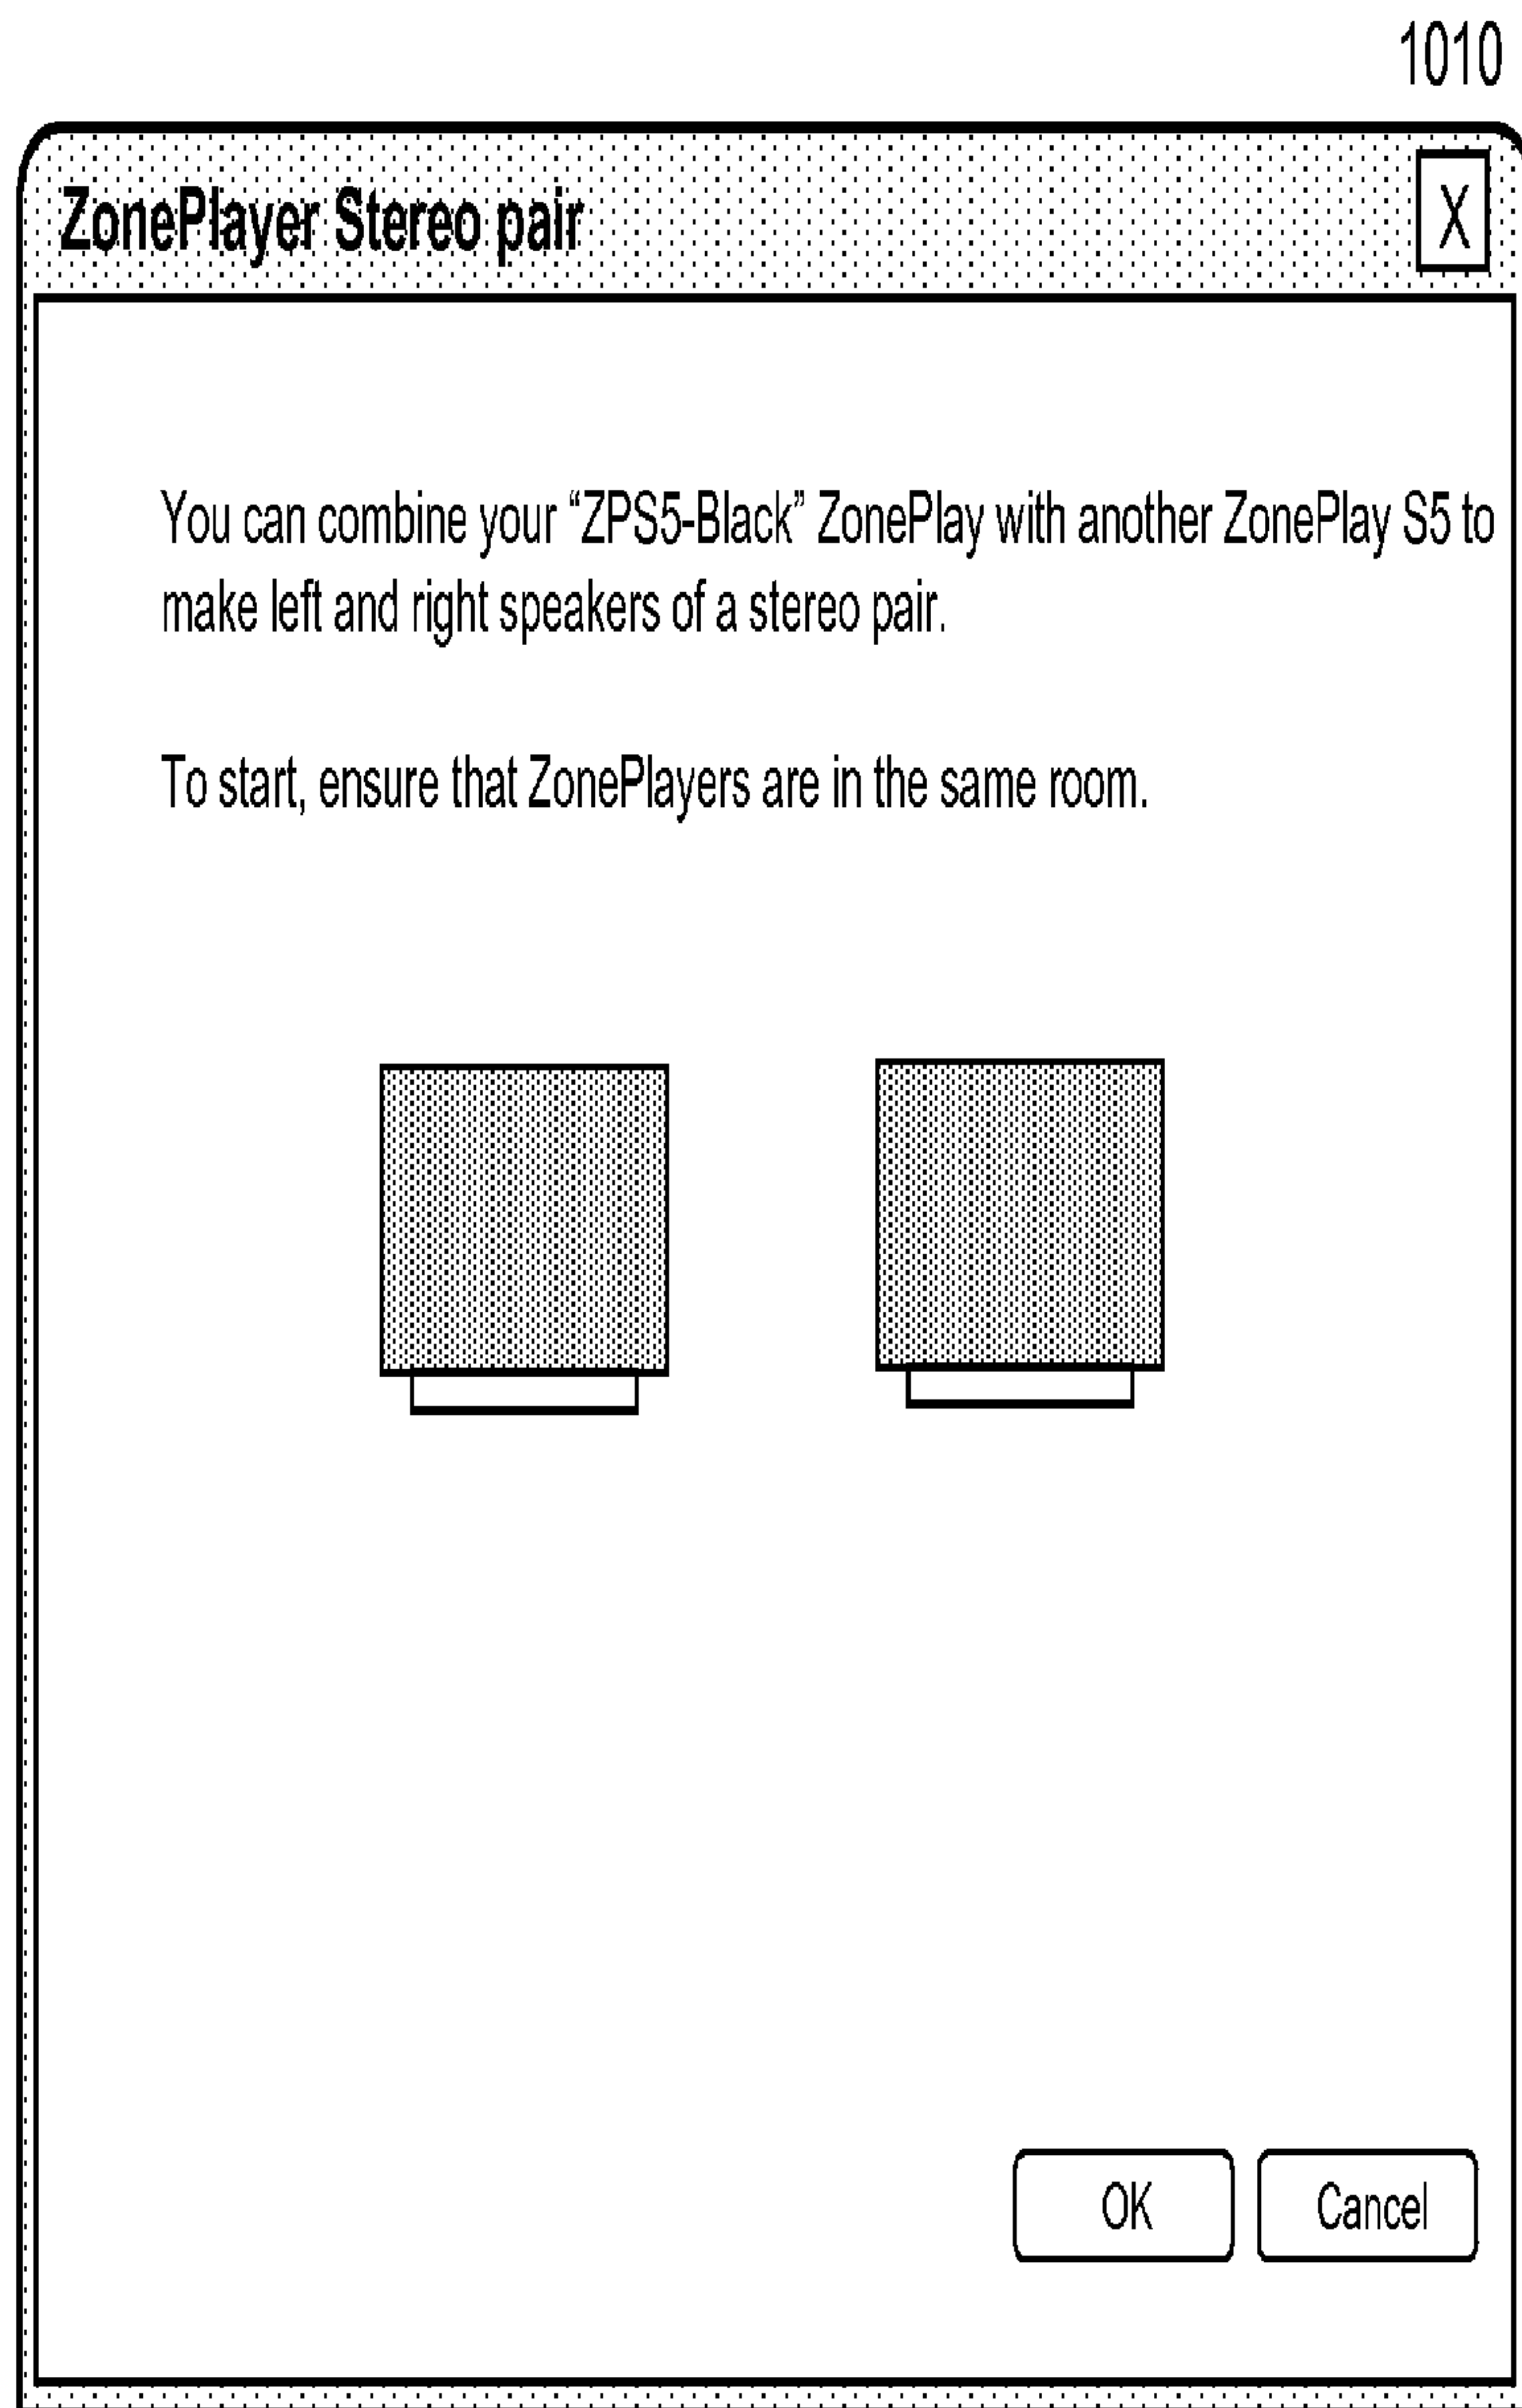 1010
ZonePlayer Stereo pair
X
You can combine your “ZPS5-Black” ZonePlay with another ZonePlay S5 to
make left and right speakers of a stereo pair.
To start, ensure that ZonePlayers are in the same room.
OK
Cancel